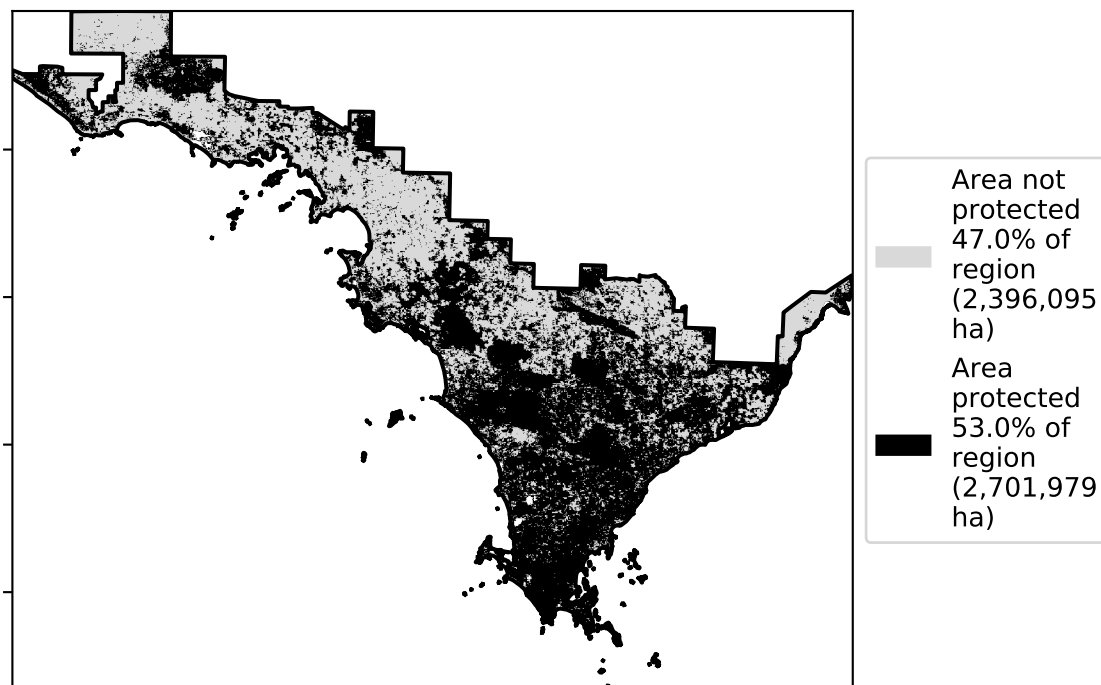 Area not
protected
47.0% of
region
(2,396,095
ha)
Area
protected
53.0% of
region
(2,701,979
ha)